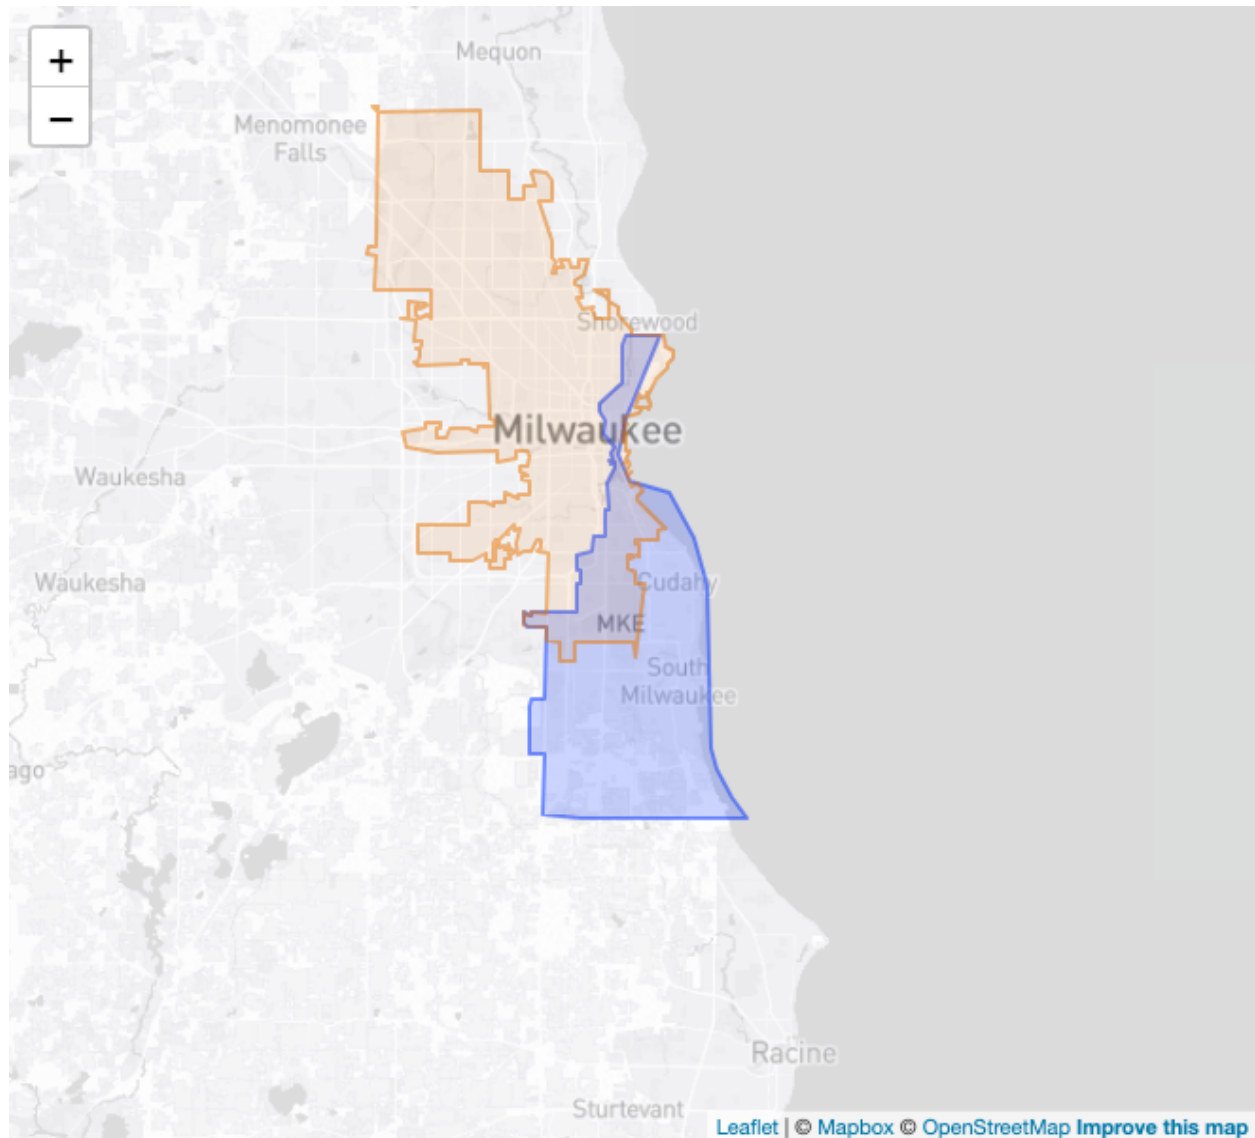 +
−
Mequon
Menomonee
Falls
Shorewood
Milwaukee
Waukesha
Waukesha
Cudahy
MKE
South
Milwaukee
ago
Racine
Sturtevant
Leaflet | © Mapbox © OpenStreetMap Improve this map